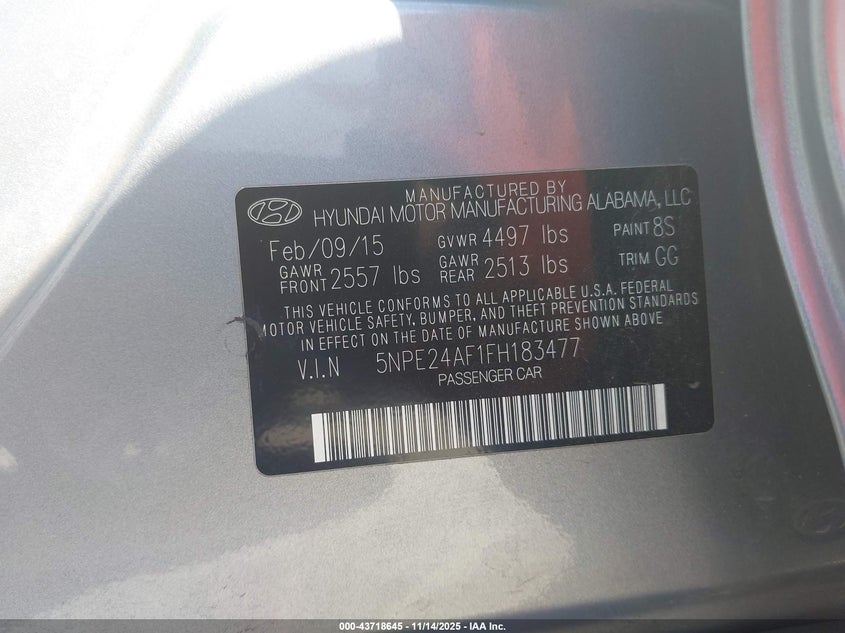 MANUFACTURED BY
HYUNDAI MOTOR MANUFACTURING ALABAMA, LLC
Feb/09/15 GVWR 4497 lbs PAINT 8S
GAWR FRONT 2557 lbs GAWR REAR 2513 lbs TRIM GG
THIS VEHICLE CONFORMS TO ALL APPLICABLE U.S.A. FEDERAL
MOTOR VEHICLE SAFETY, BUMPER, AND THEFT PREVENTION STANDARDS
IN EFFECT ON THE DATE OF MANUFACTURE SHOWN ABOVE
V.I.N 5NPE24AF1FH183477
PASSENGER CAR
000-43718645 - 11/14/2025 - IAA Inc.